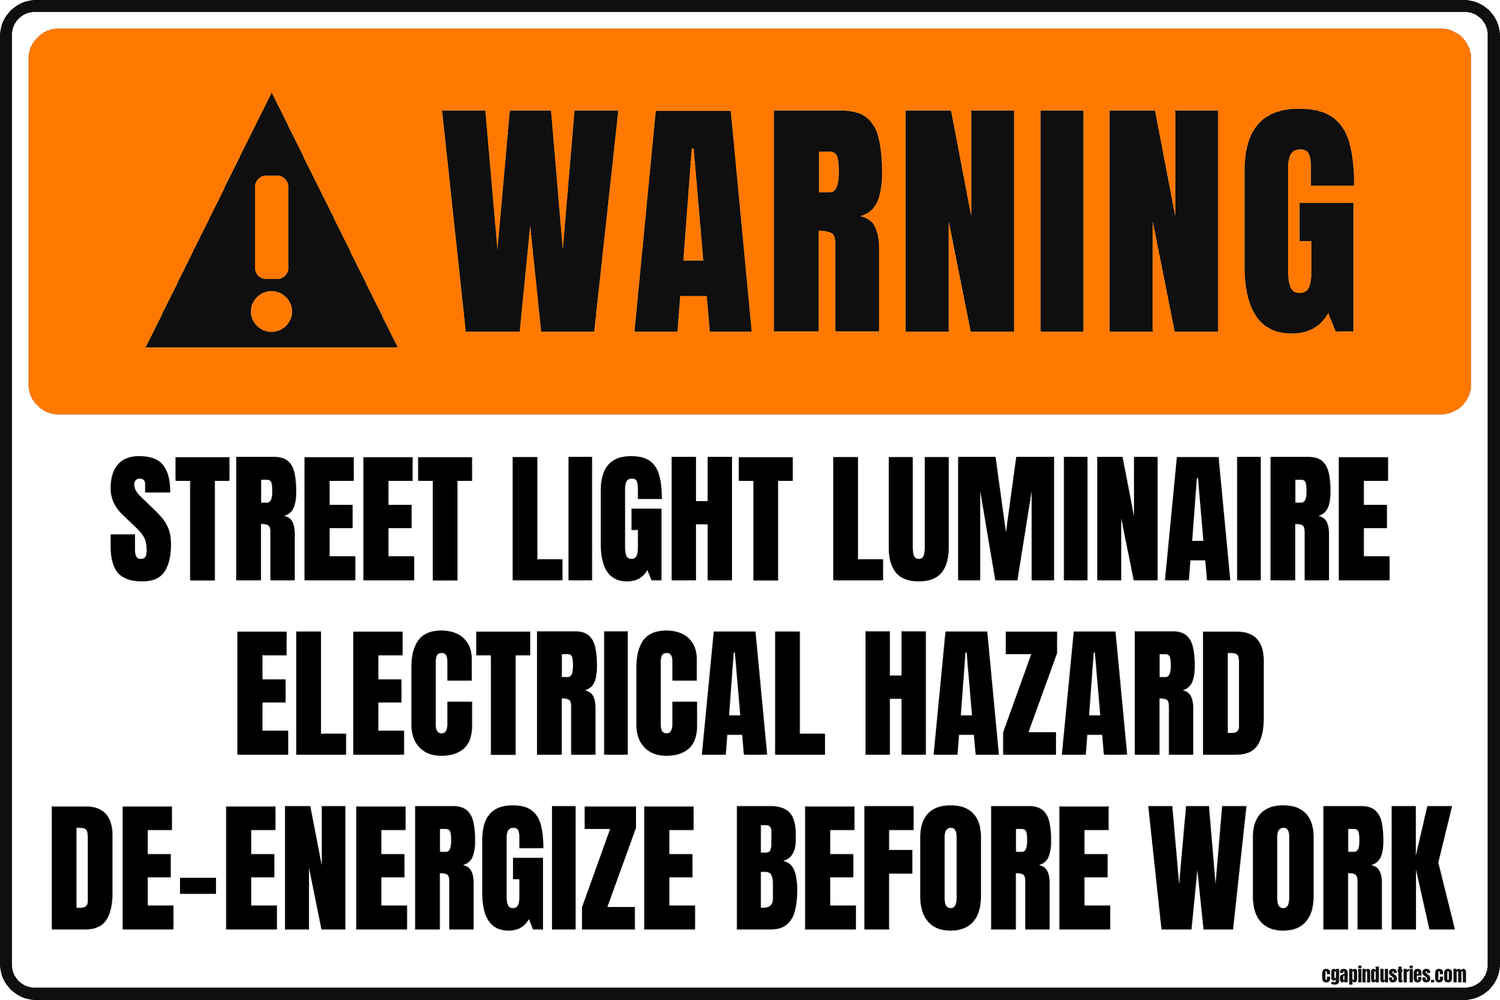 WARNING
STREET LIGHT LUMINAIRE
ELECTRICAL HAZARD
DE-ENERGIZE BEFORE WORK
cgapindustries.com